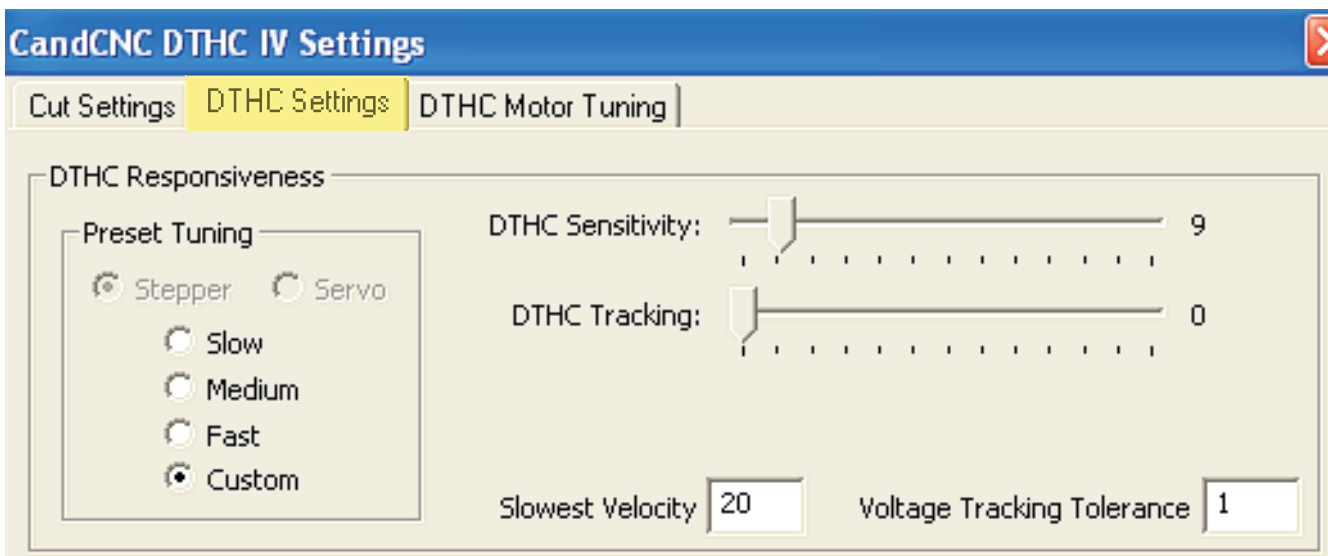 CandCNC DTHC IV Settings
Cut Settings DTHC Settings DTHC Motor Tuning
DTHC Responsiveness
Preset Tuning
Stepper Servo
Slow
Medium
Fast
Custom
DTHC Sensitivity: 9
DTHC Tracking: 0
Slowest Velocity 20 Voltage Tracking Tolerance 1